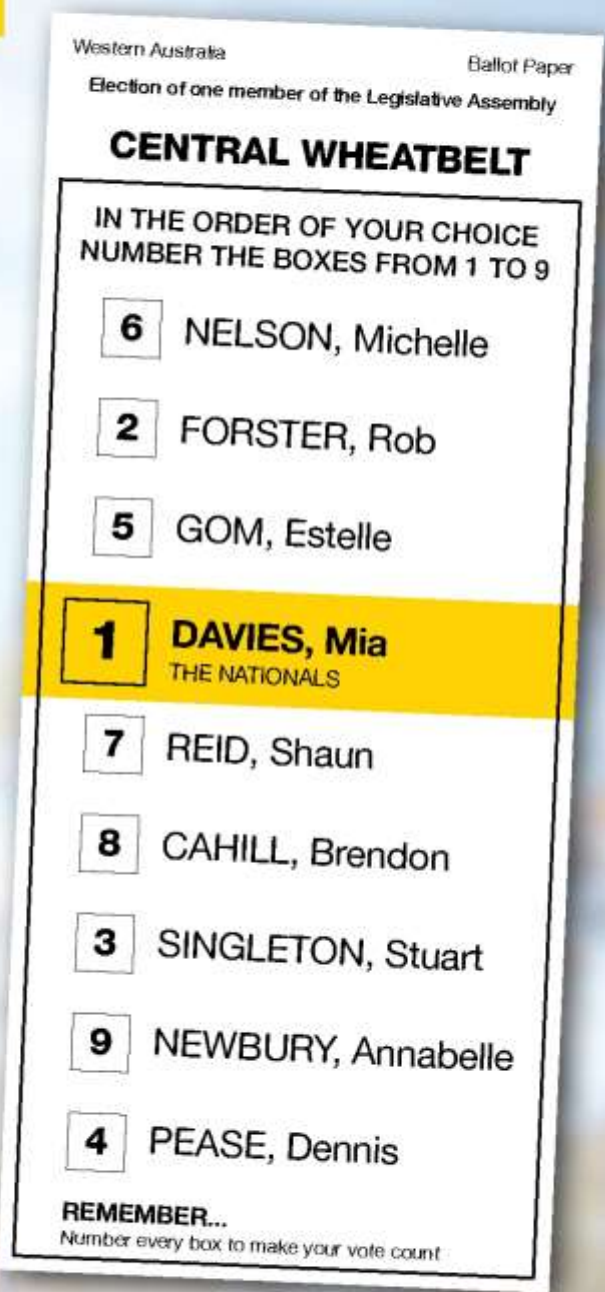 Western Australia Ballot Paper
Election of one member of the Legislative Assembly
CENTRAL WHEATBELT
IN THE ORDER OF YOUR CHOICE
NUMBER THE BOXES FROM 1 TO 9
6 NELSON, Michelle
2 FORSTER, Rob
5 GOM, Estelle
1 DAVIES, Mia
THE NATIONALS
7 REID, Shaun
8 CAHILL, Brendon
3 SINGLETON, Stuart
9 NEWBURY, Annabelle
4 PEASE, Dennis
REMEMBER...
Number every box to make your vote count